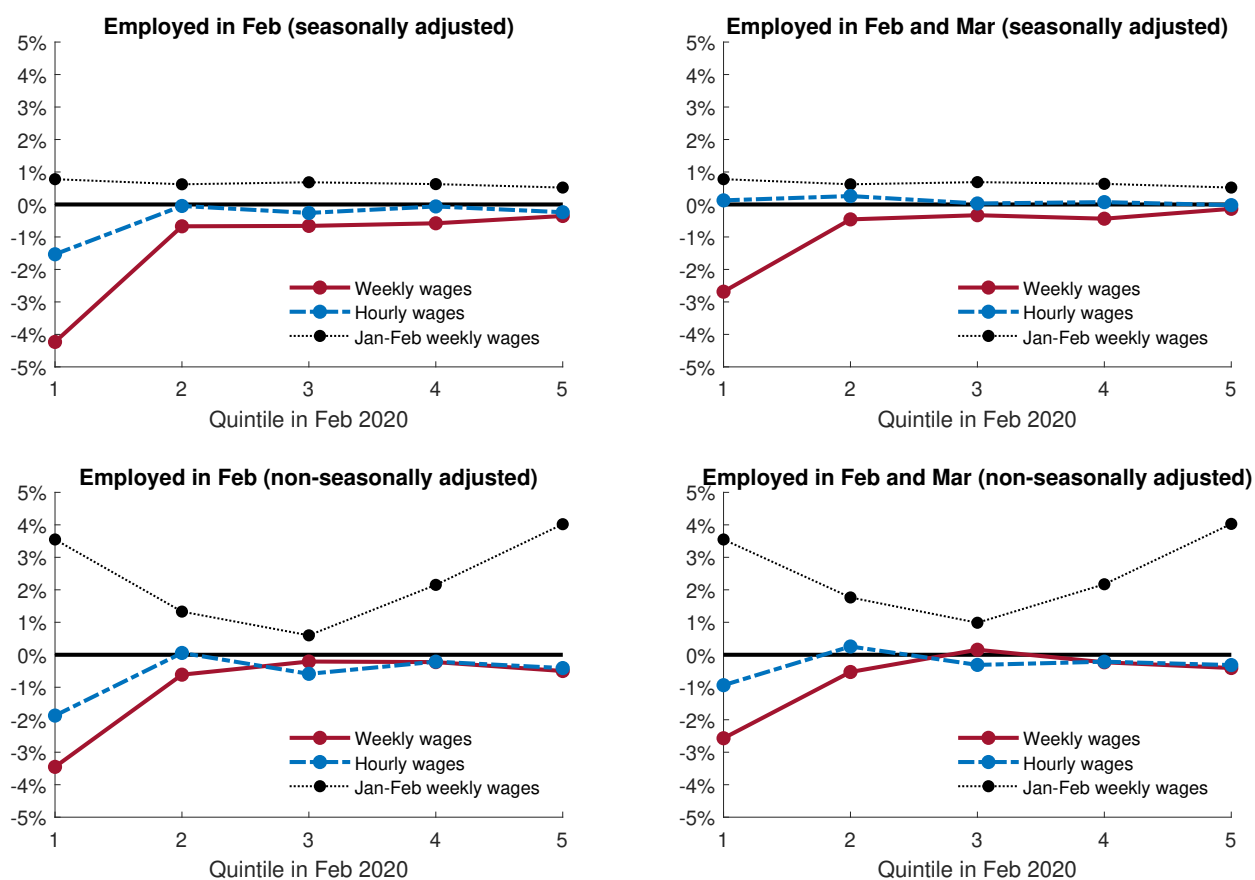 Employed in Feb (seasonally adjusted)
5%
4%
3%
2%
1%
0%
-1%
-2%
-3%
-4%
-5%
Weekly wages
Hourly wages
Jan-Feb weekly wages
1 2 3 4 5
Quintile in Feb 2020
Employed in Feb and Mar (seasonally adjusted)
5%
4%
3%
2%
1%
0%
-1%
-2%
-3%
-4%
-5%
Weekly wages
Hourly wages
Jan-Feb weekly wages
1 2 3 4 5
Quintile in Feb 2020
Employed in Feb (non-seasonally adjusted)
5%
4%
3%
2%
1%
0%
-1%
-2%
-3%
-4%
-5%
Weekly wages
Hourly wages
Jan-Feb weekly wages
1 2 3 4 5
Quintile in Feb 2020
Employed in Feb and Mar (non-seasonally adjusted)
5%
4%
3%
2%
1%
0%
-1%
-2%
-3%
-4%
-5%
Weekly wages
Hourly wages
Jan-Feb weekly wages
1 2 3 4 5
Quintile in Feb 2020